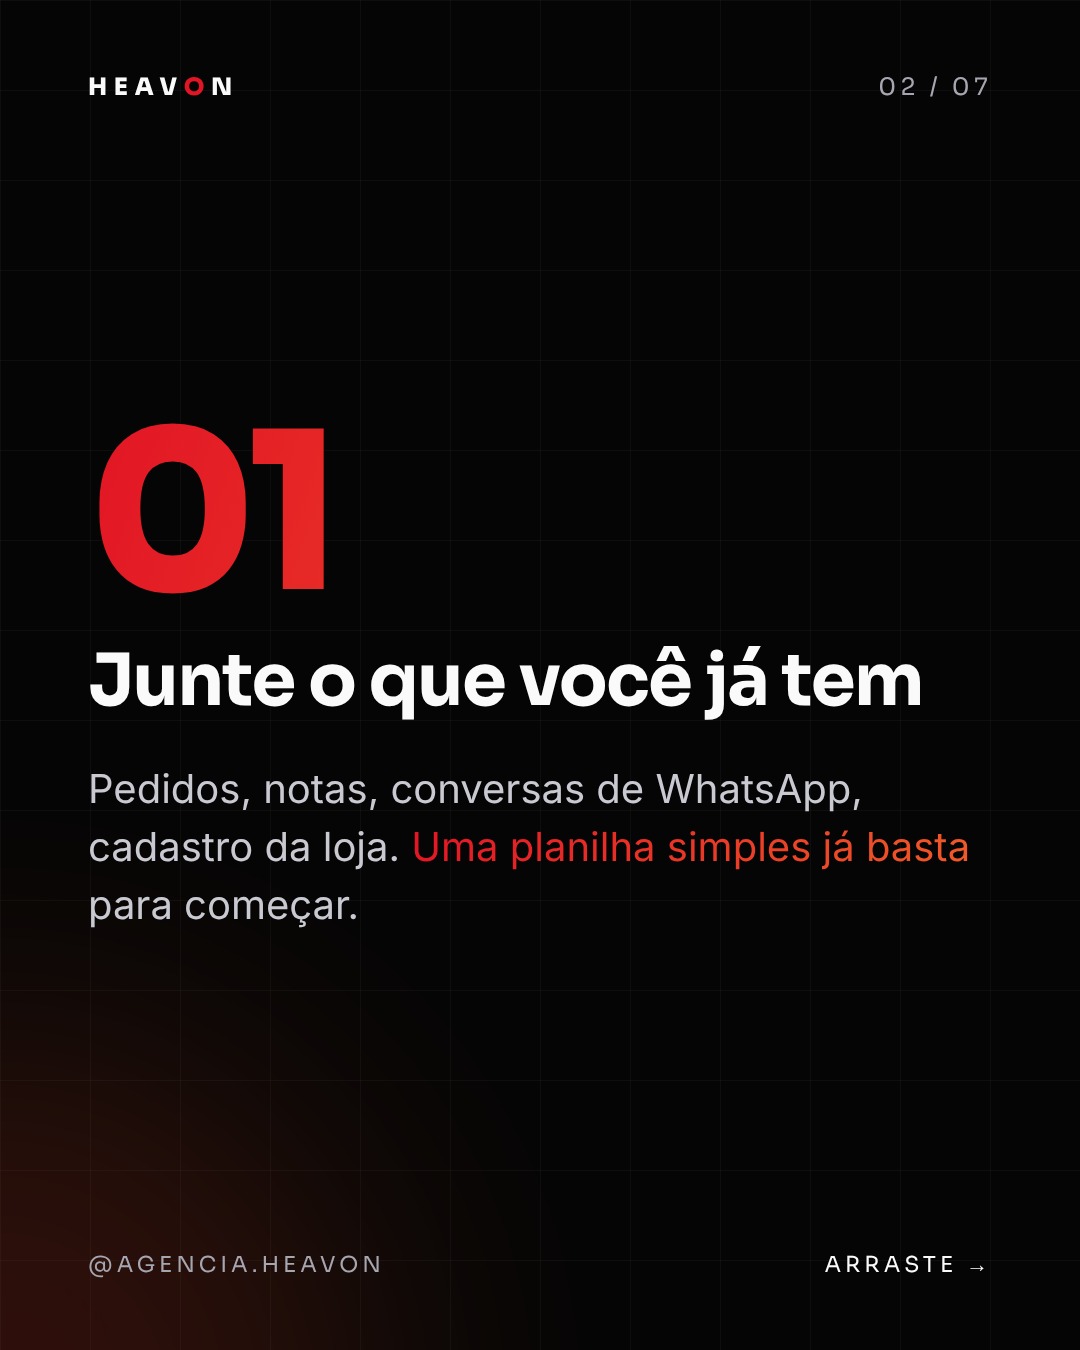 HEAVON
02 / 07
01
Junte o que você já tem
Pedidos, notas, conversas de WhatsApp,
cadastro da loja. Uma planilha simples já basta
para começar.
@AGENCIA.HEAVON
ARRASTE →